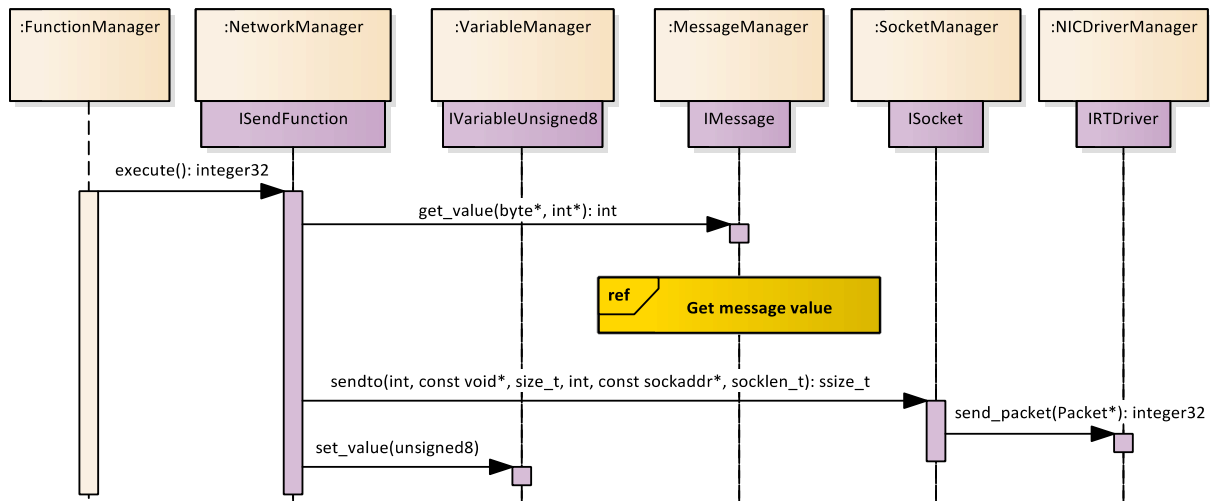 :FunctionManager
:NetworkManager
:VariableManager
:MessageManager
:SocketManager
:NICDriverManager
ISendFunction
IVariableUnsigned8
IMessage
ISocket
IRTDriver
execute(): integer32
get_value(byte*, int*): int
ref
Get message value
sendto(int, const void*, size_t, int, const sockaddr*, socklen_t): ssize_t
send_packet(Packet*): integer32
set_value(unsigned8)